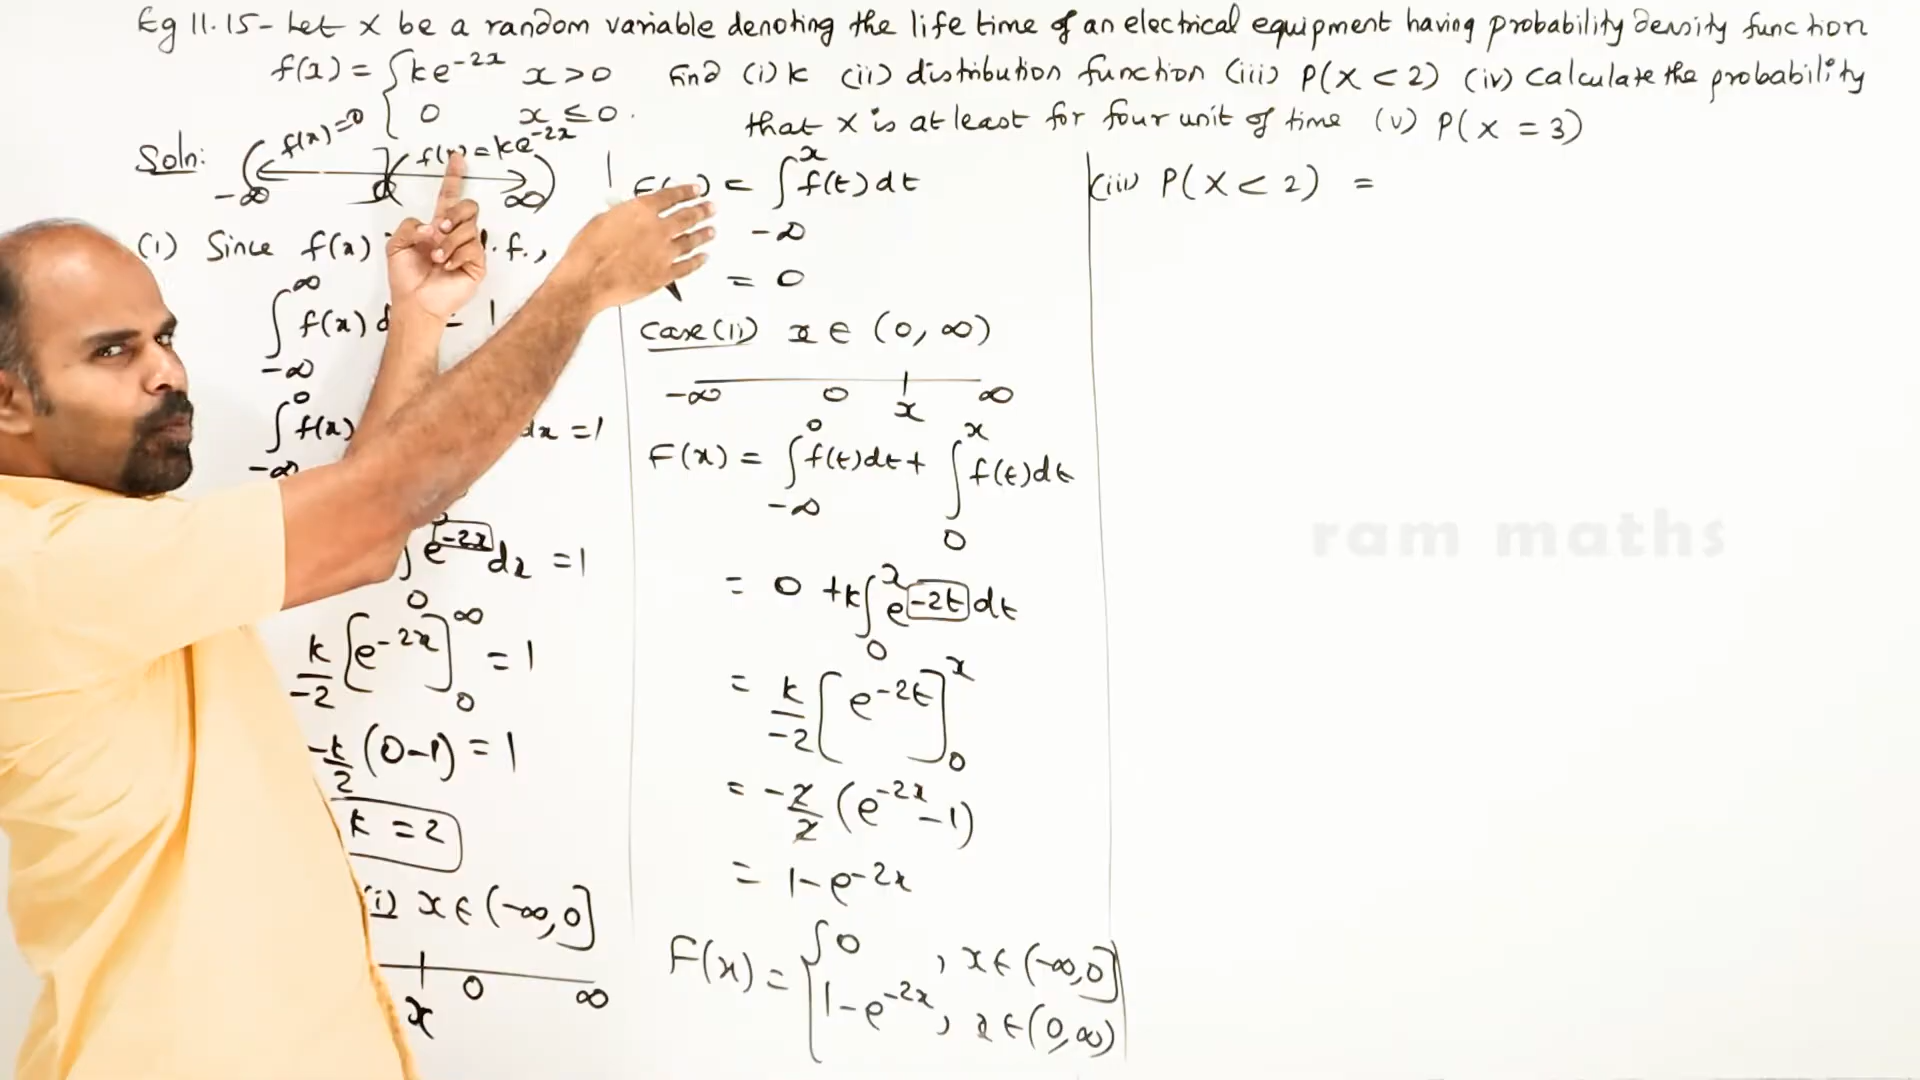 Eg 11.15 - Let X be a random variable denoting the life time of an electrical equipment having probability density function
f(x) = { ke^{-2x} x > 0
0 x ≤ 0.
Find (i) k (ii) distribution function (iii) P(X < 2) (iv) calculate the probability
that X is at least for four unit of time (v) P(X = 3)
Soln:
f(x) = 0
f(x) = ke^{-2x}
-∞ ∞
(i) Since f(x) .f.,
∫_{-∞}^{∞} f(x) d = 1
∫_{-∞}^{0} f(x) dx = 1
e^{-2x} dx = 1
0
k/-2 [e^{-2x}]_0^∞ = 1
-k/2 (0-1) = 1
k = 2
(i) x ∈ (-∞, 0]
x 0 ∞
= ∫_{-∞}^{x} f(t) dt
= 0
Case (ii) x ∈ (0, ∞)
-∞ 0 x ∞
F(x) = ∫_{-∞}^{0} f(t)dt + ∫_0^x f(t)dt
= 0 + k∫_0^x e^{-2t} dt
= k/-2 [e^{-2t}]_0^x
= -2/2 (e^{-2x} - 1)
= 1 - e^{-2x}
F(x) = { 0 , x ∈ (-∞, 0]
1 - e^{-2x}, x ∈ (0, ∞)
(iii) P(X < 2) =
ram maths